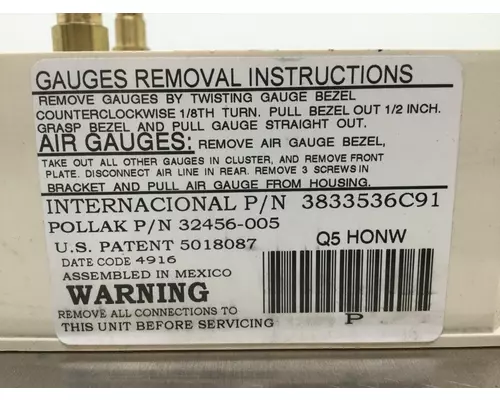 GAUGES REMOVAL INSTRUCTIONS
REMOVE GAUGES BY TWISTING GAUGE BEZEL
COUNTERCLOCKWISE 1/8TH TURN. PULL BEZEL OUT 1/2 INCH.
GRASP BEZEL AND PULL GAUGE STRAIGHT OUT.
AIR GAUGES: REMOVE AIR GAUGE BEZEL,
TAKE OUT ALL OTHER GAUGES IN CLUSTER, AND REMOVE FRONT
PLATE. DISCONNECT AIR LINE IN REAR. REMOVE 3 SCREWS IN
BRACKET AND PULL AIR GAUGE FROM HOUSING.
INTERNACIONAL P/N 3833536C91
POLLAK P/N 32456-005
U.S. PATENT 5018087
Q5 HONW
DATE CODE 4916
ASSEMBLED IN MEXICO
WARNING
REMOVE ALL CONNECTIONS TO
THIS UNIT BEFORE SERVICING
P